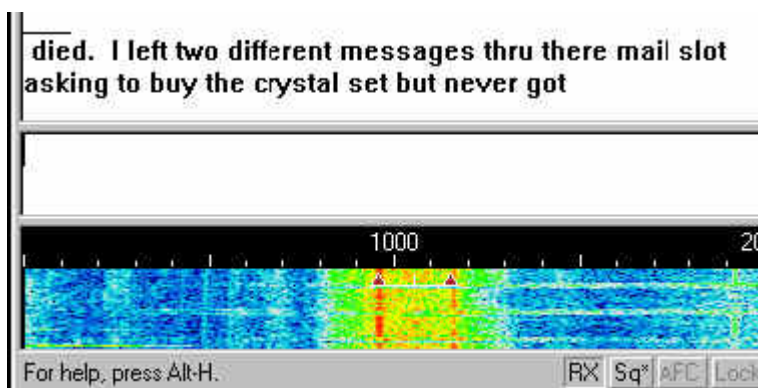 died. I left two different messages thru there mail slot
asking to buy the crystal set but never got
1000
For help, press Alt-H.
RX Sq* AFC Lock